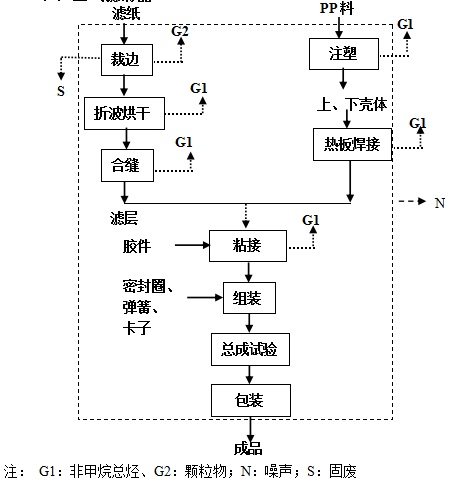 滤纸
PP料
G2
G1
裁边
注塑
S
G1
折波烘干
上、下壳体
G1
G1
合缝
热板焊接
滤层
N
G1
胶件
粘接
密封圈、
弹簧、
卡子
组装
总成试验
包装
成品
注： G1：非甲烷总烃、G2：颗粒物；N：噪声；S：固废